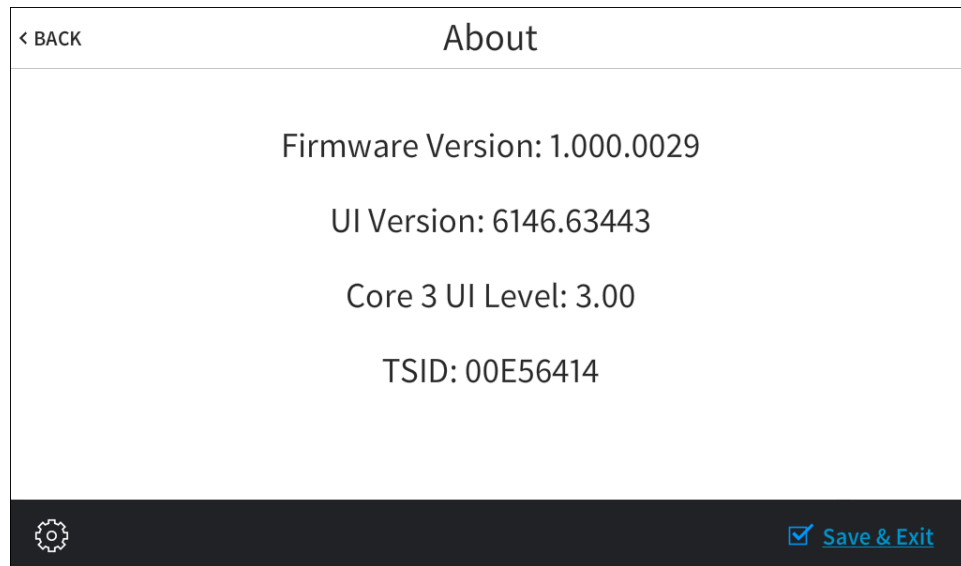 < BACK
About
Firmware Version: 1.000.0029
UI Version: 6146.63443
Core 3 UI Level: 3.00
TSID: 00E56414
Save & Exit